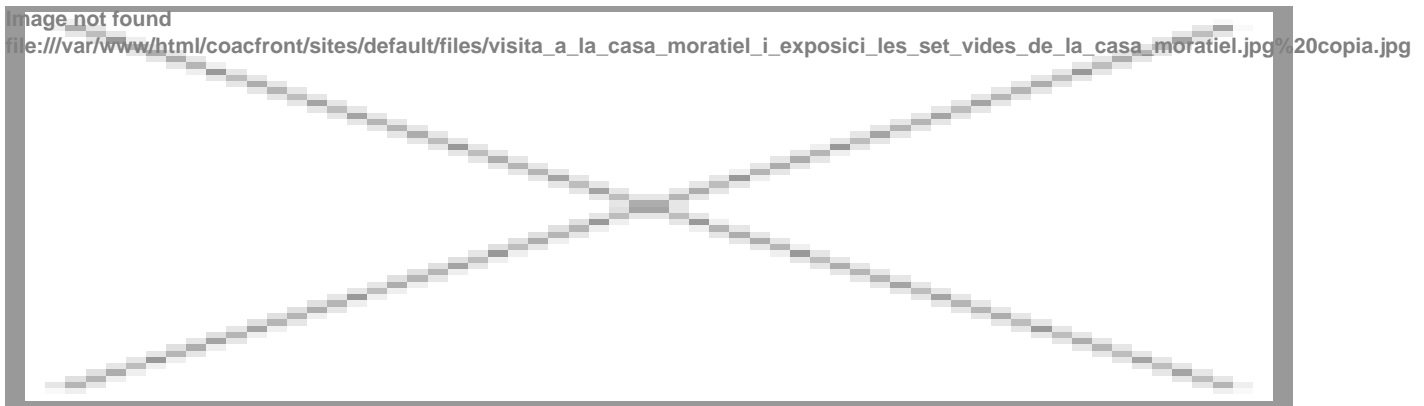 Image not found
file:///var/www/html/coacfront/sites/default/files/visita_a_la_casa_moratiel_i_exposici_les_set_vides_de_la_casa_moratiel.jpg%20copia.jpg